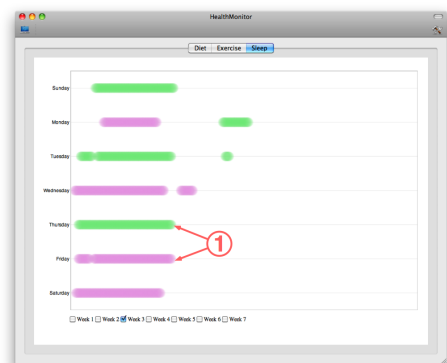 HealthMonitor
Diet Exercise Sleep
Sunday
Monday
Tuesday
Wednesday
Thursday
1
Friday
Saturday
Week 1 Week 2 Week 3 Week 4 Week 5 Week 6 Week 7